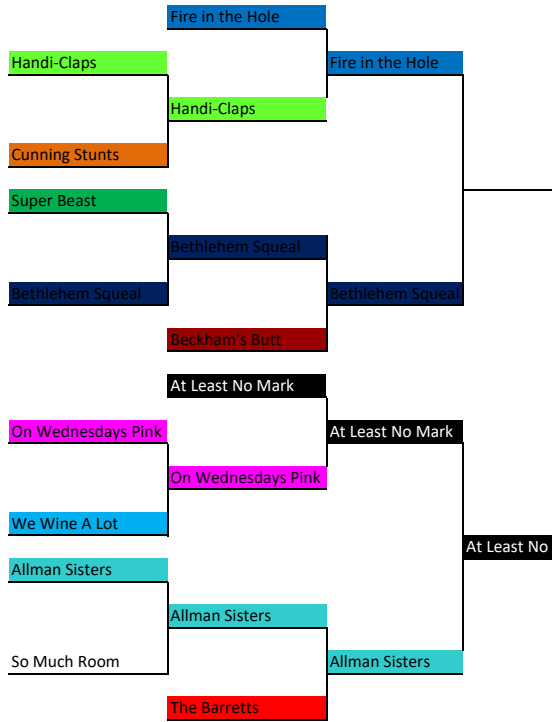 Fire in the Hole
Handi-Claps
Fire in the Hole
Handi-Claps
Cunning Stunts
Super Beast
Bethlehem Squeal
Bethlehem Squeal
Bethlehem Squeal
Beckham's Butt
At Least No Mark
On Wednesdays Pink
At Least No Mark
On Wednesdays Pink
We Wine A Lot
At Least No
Allman Sisters
Allman Sisters
So Much Room
Allman Sisters
The Barretts